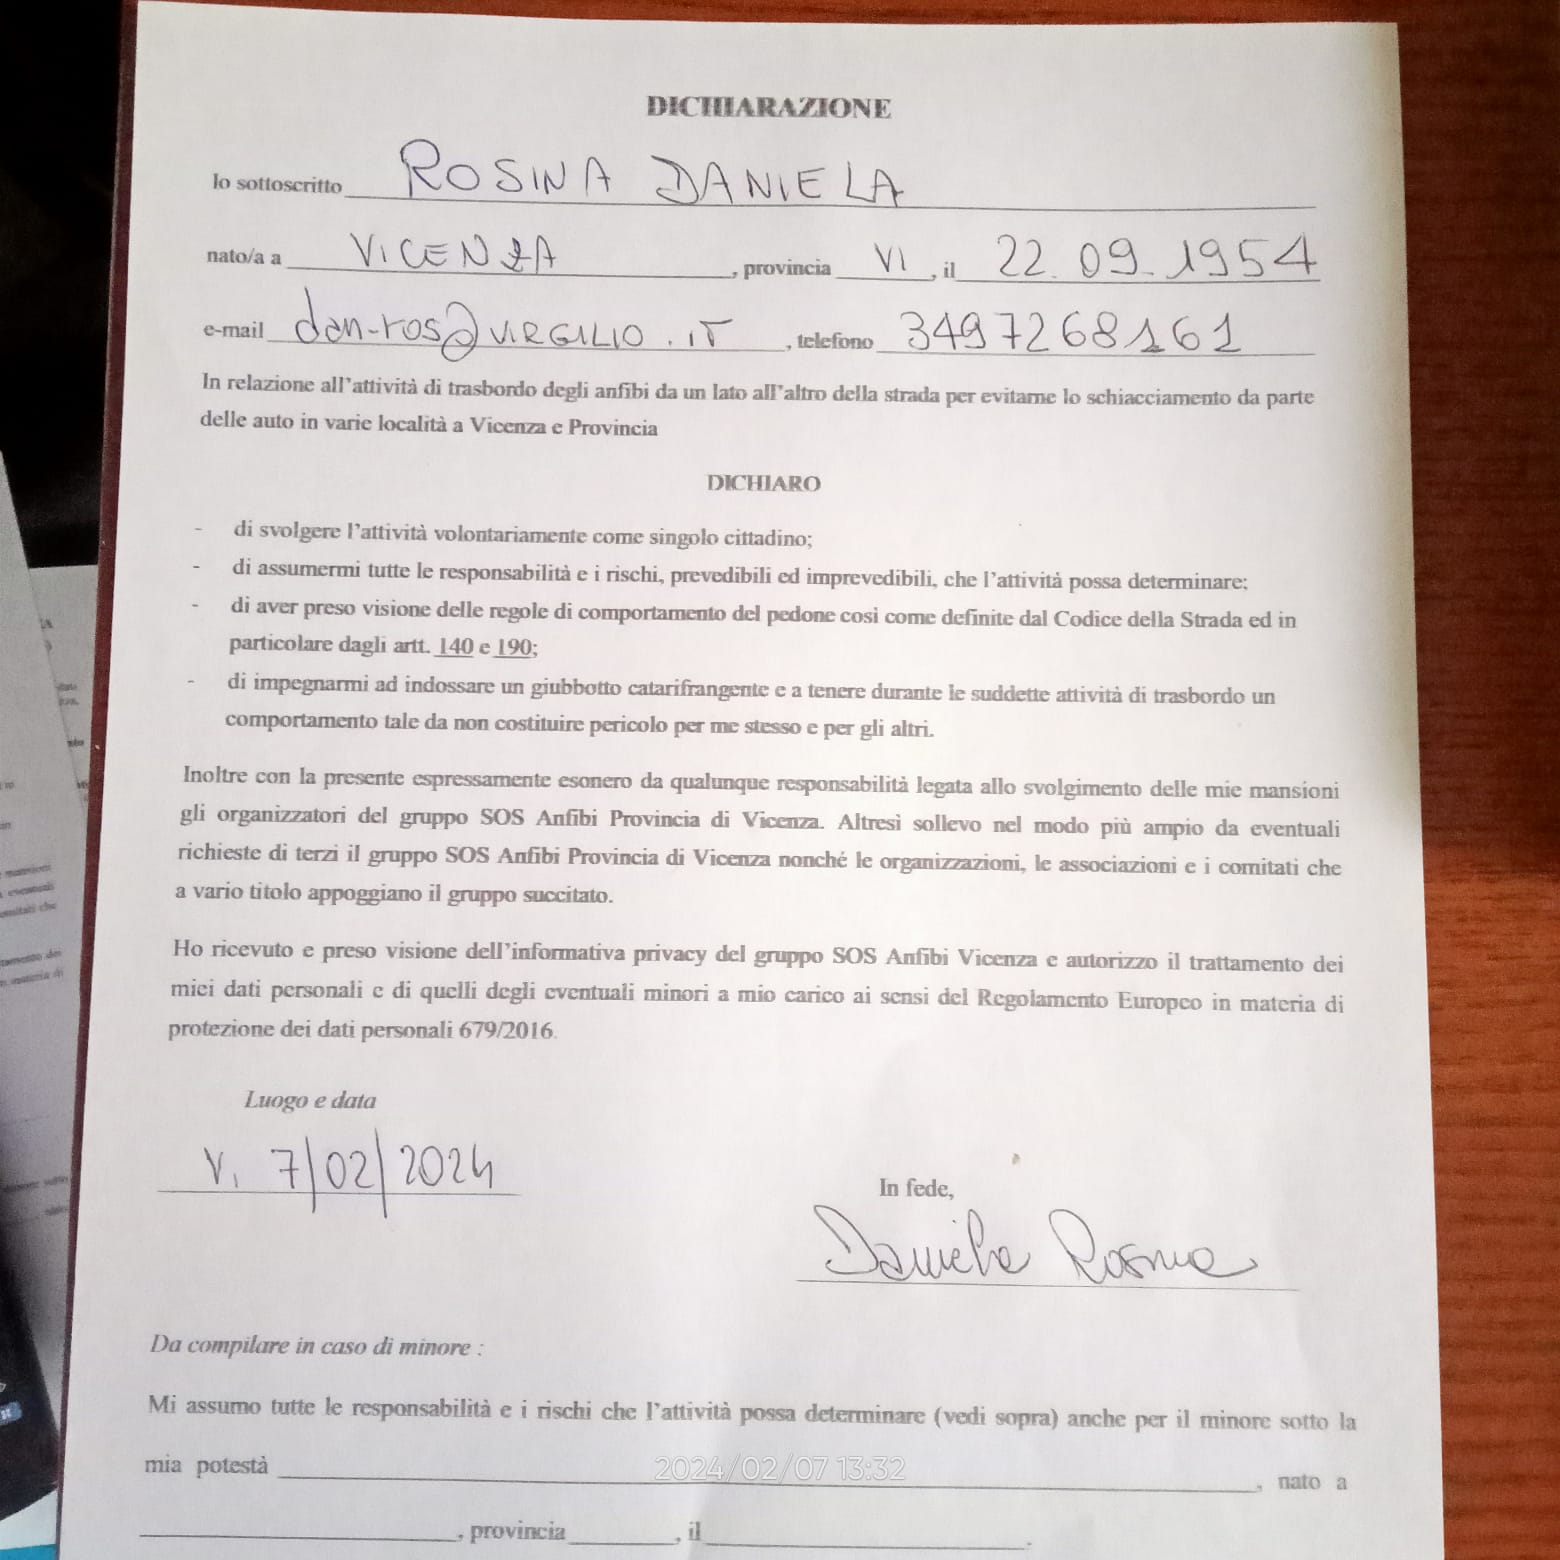 DICHIARAZIONE
Io sottoscritto ROSINA DANIELA
nato/a a VICENZA, provincia VI, il 22.09.1954
e-mail dan-ros@VIRGILIO.IT, telefono 3497268161
In relazione all'attività di trasbordo degli anfibi da un lato all'altro della strada per evitarne lo schiacciamento da parte
delle auto in varie località a Vicenza e Provincia
DICHIARO
- di svolgere l'attività volontariamente come singolo cittadino;
- di assumermi tutte le responsabilità e i rischi, prevedibili ed imprevedibili, che l'attività possa determinare;
- di aver preso visione delle regole di comportamento del pedone così come definite dal Codice della Strada ed in
particolare dagli artt. 140 e 190;
- di impegnarmi ad indossare un giubbotto catarifrangente e a tenere durante le suddette attività di trasbordo un
comportamento tale da non costituire pericolo per me stesso e per gli altri.
Inoltre con la presente espressamente esonero da qualunque responsabilità legata allo svolgimento delle mie mansioni
gli organizzatori del gruppo SOS Anfibi Provincia di Vicenza. Altresì sollevo nel modo più ampio da eventuali
richieste di terzi il gruppo SOS Anfibi Provincia di Vicenza nonché le organizzazioni, le associazioni e i comitati che
a vario titolo appoggiano il gruppo succitato.
Ho ricevuto e preso visione dell'informativa privacy del gruppo SOS Anfibi Vicenza e autorizzo il trattamento dei
miei dati personali e di quelli degli eventuali minori a mio carico ai sensi del Regolamento Europeo in materia di
protezione dei dati personali 679/2016.
Luogo e data
V. 7/02/2024
In fede,
Daniela Rosina
Da compilare in caso di minore :
Mi assumo tutte le responsabilità e i rischi che l'attività possa determinare (vedi sopra) anche per il minore sotto la
mia potestà , nato a
2024/02/07 13:32
, provincia , il .